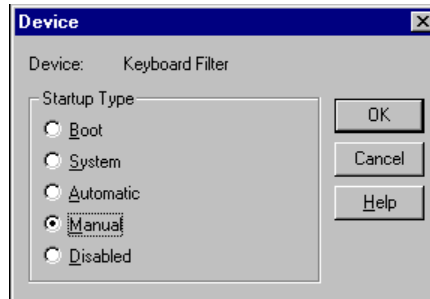 Device
Device: Keyboard Filter
Startup Type
Boot
System
Automatic
Manual
Disabled
OK
Cancel
Help